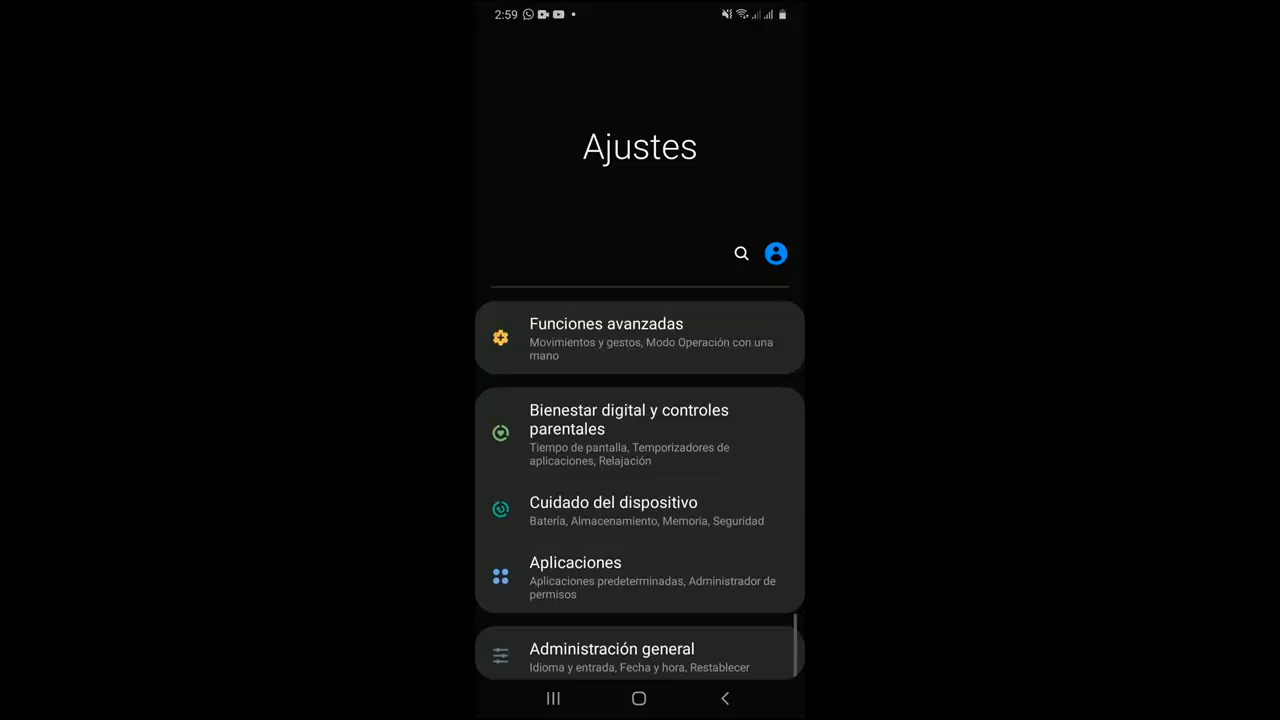 2:59
Ajustes
Funciones avanzadas
Movimientos y gestos, Modo Operación con una
mano
Bienestar digital y controles
parentales
Tiempo de pantalla, Temporizadores de
aplicaciones, Relajación
Cuidado del dispositivo
Batería, Almacenamiento, Memoria, Seguridad
Aplicaciones
Aplicaciones predeterminadas, Administrador de
permisos
Administración general
Idioma y entrada, Fecha y hora, Restablecer